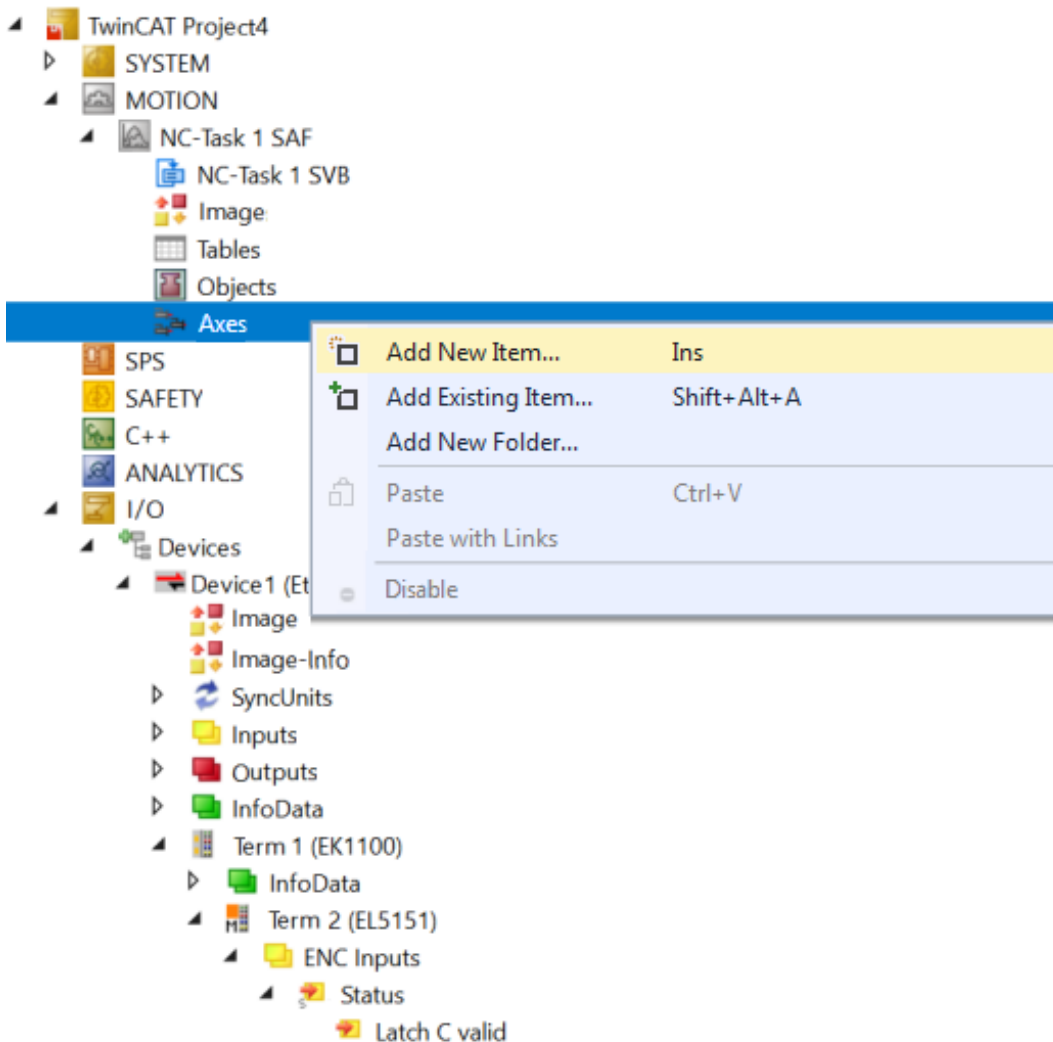 TwinCAT Project4
SYSTEM
MOTION
NC-Task 1 SAF
NC-Task 1 SVB
Image
Tables
Objects
Axes
Add New Item... Ins
SPS
Add Existing Item... Shift+Alt+A
SAFETY
C++
Add New Folder...
ANALYTICS
Paste Ctrl+V
I/O
Paste with Links
Devices
Disable
Device1 (Et
Image
Image-Info
SyncUnits
Inputs
Outputs
InfoData
Term 1 (EK1100)
InfoData
Term 2 (EL5151)
ENC Inputs
Status
Latch C valid